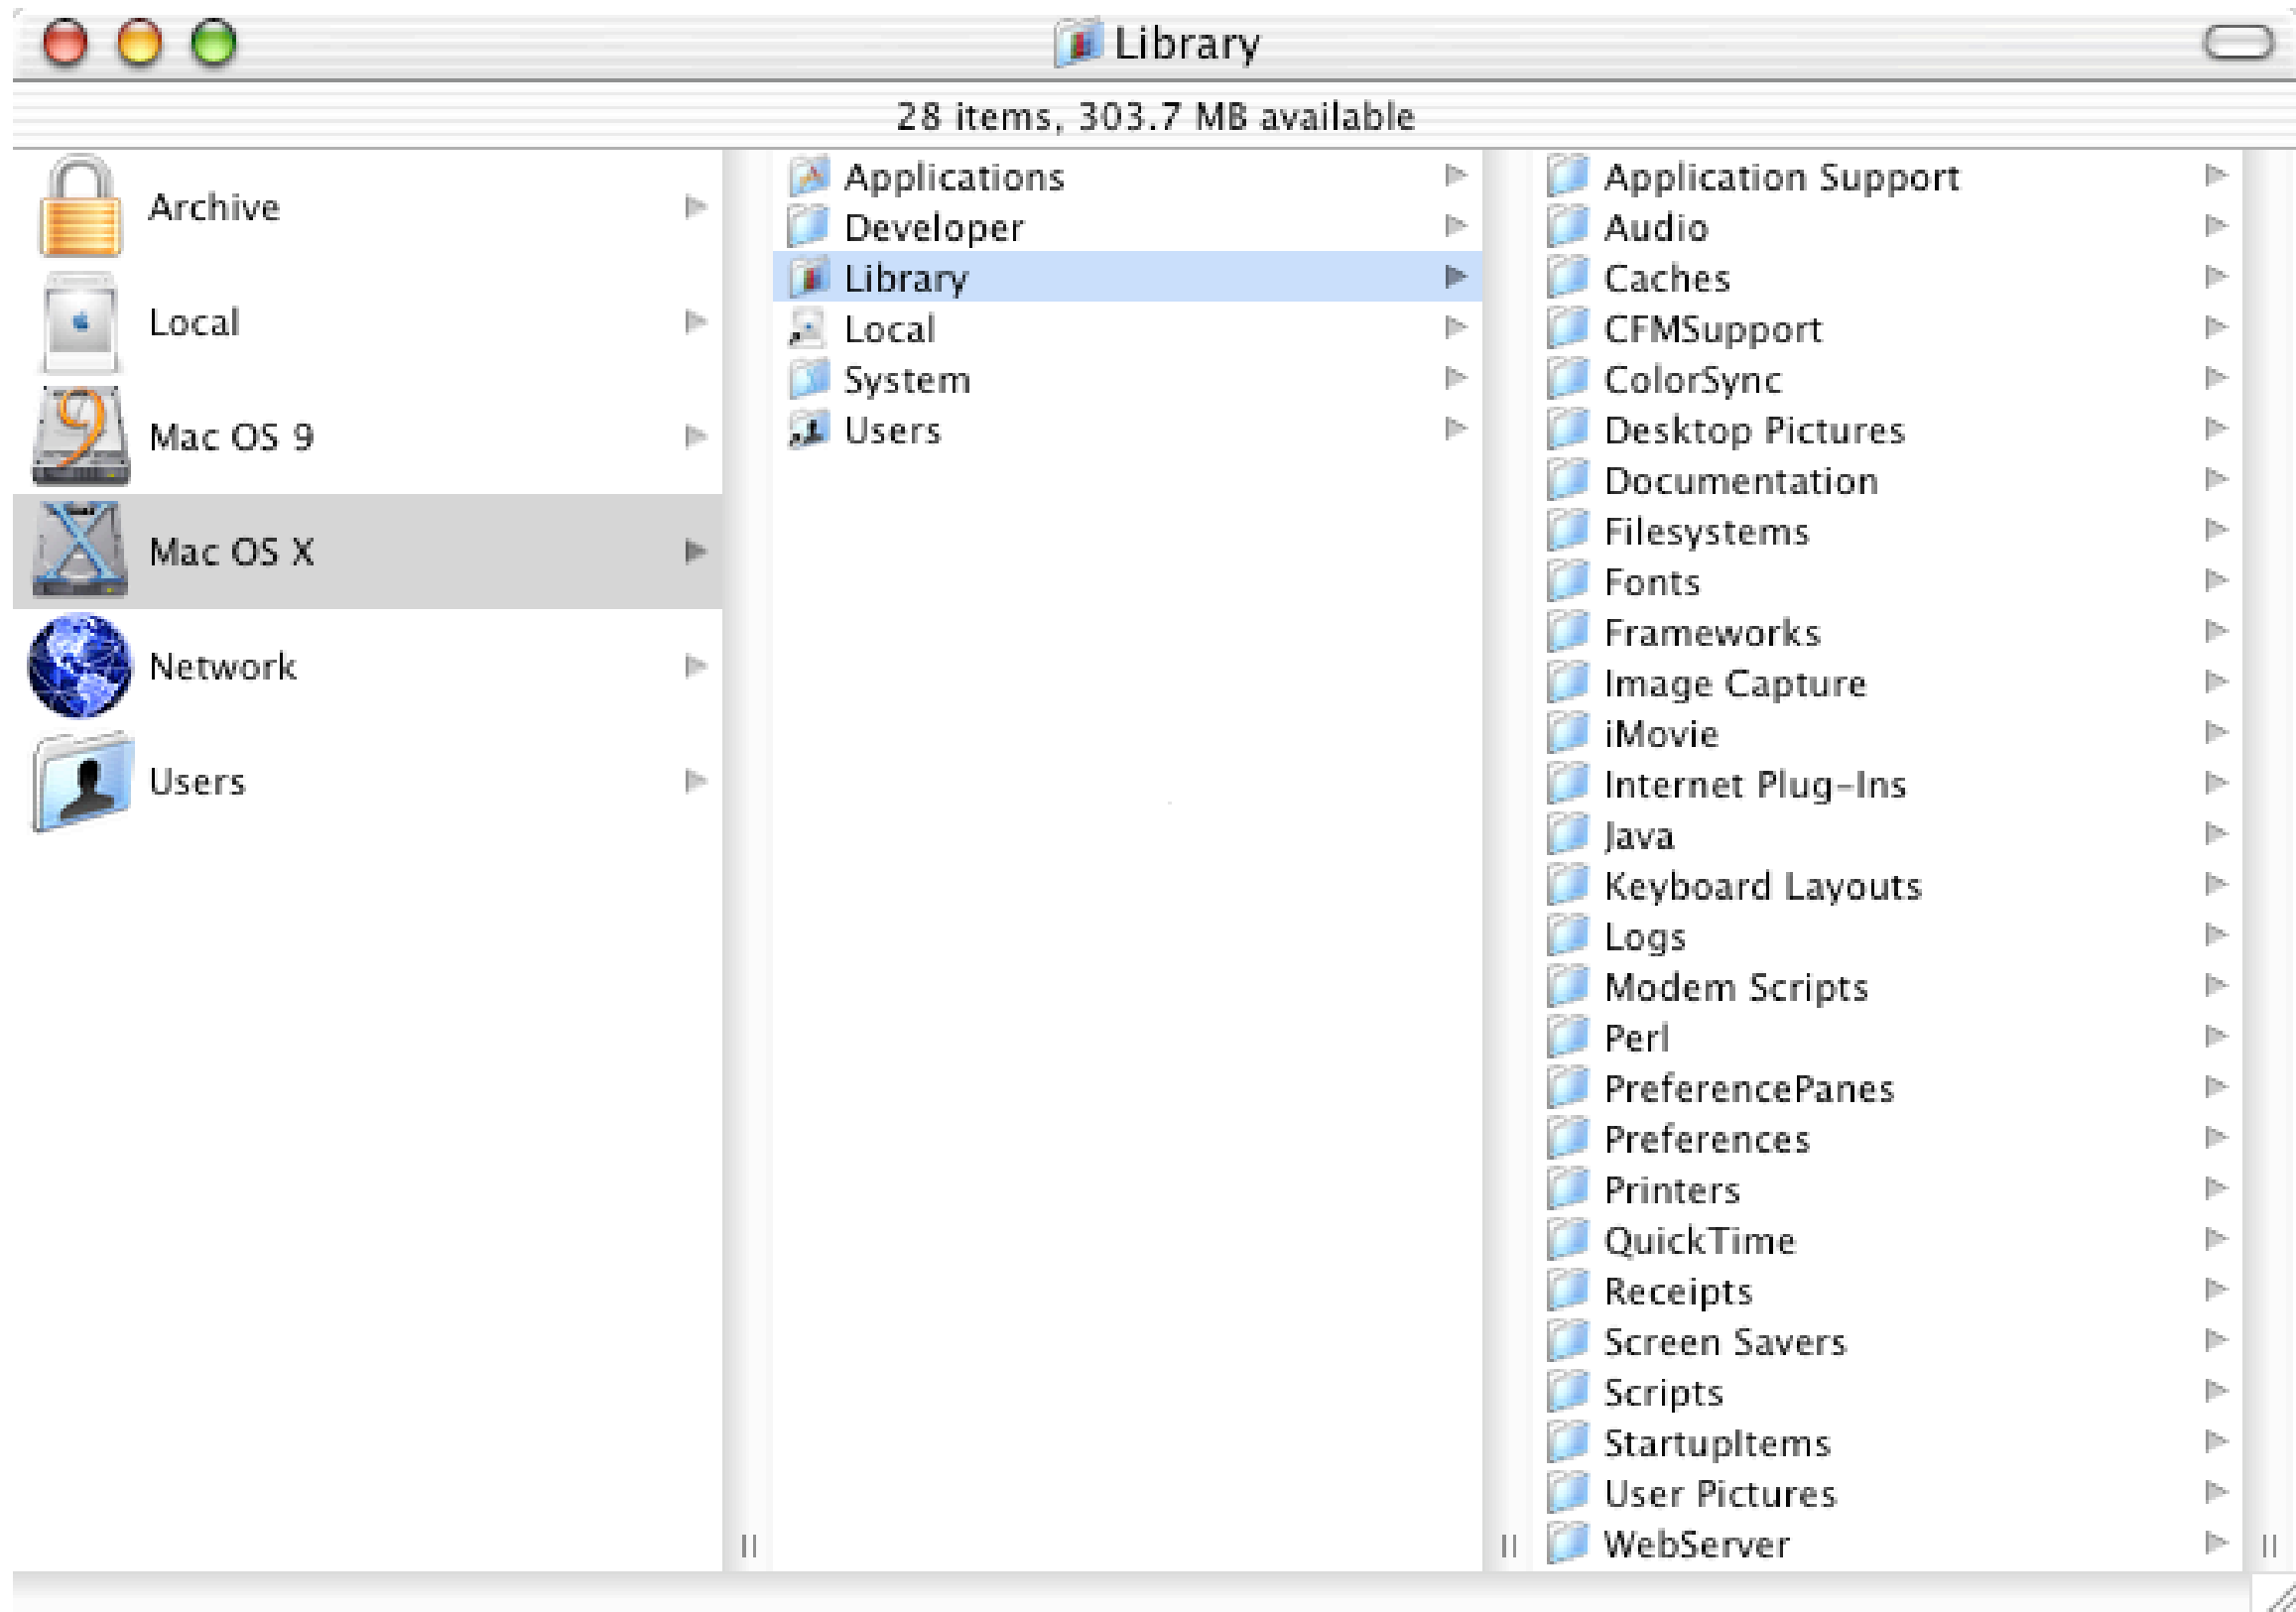 Library
28 items, 303.7 MB available
Archive
Local
Mac OS 9
Mac OS X
Network
Users
Applications
Developer
Library
Local
System
Users
Application Support
Audio
Caches
CFMSupport
ColorSync
Desktop Pictures
Documentation
Filesystems
Fonts
Frameworks
Image Capture
iMovie
Internet Plug-Ins
Java
Keyboard Layouts
Logs
Modem Scripts
Perl
PreferencePanes
Preferences
Printers
QuickTime
Receipts
Screen Savers
Scripts
StartupItems
User Pictures
WebServer